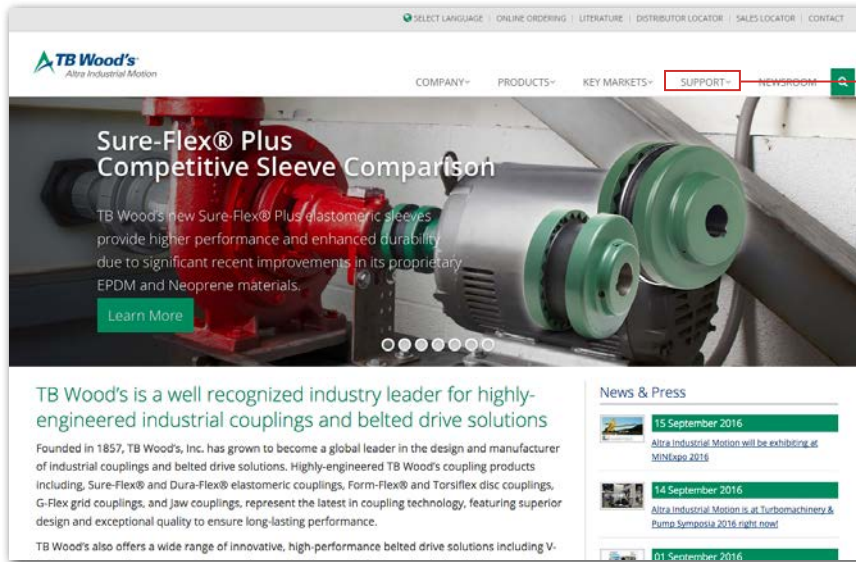 SELECT LANGUAGE | ONLINE ORDERING | LITERATURE | DISTRIBUTOR LOCATOR | SALES LOCATOR | CONTACT
TB Wood's
Altra Industrial Motion
COMPANY PRODUCTS KEY MARKETS SUPPORT NEWSROOM
Sure-Flex® Plus
Competitive Sleeve Comparison
TB Wood's new Sure-Flex® Plus elastomeric sleeves
provide higher performance and enhanced durability
due to significant recent improvements in its proprietary
EPDM and Neoprene materials.
Learn More
TB Wood's is a well recognized industry leader for highly-
engineered industrial couplings and belted drive solutions
Founded in 1857, TB Wood's, Inc. has grown to become a global leader in the design and manufacturer
of industrial couplings and belted drive solutions. Highly-engineered TB Wood's coupling products
including, Sure-Flex® and Dura-Flex® elastomeric couplings, Form-Flex® and Torsiflex disc couplings,
G-Flex grid couplings, and Jaw couplings, represent the latest in coupling technology, featuring superior
design and exceptional quality to ensure long-lasting performance.
TB Wood's also offers a wide range of innovative, high-performance belted drive solutions including V-
News & Press
15 September 2016
Altra Industrial Motion will be exhibiting at
MINExpo 2016
14 September 2016
Altra Industrial Motion is at Turbomachinery &
Pump Symposia 2016 right now!
01 September 2016